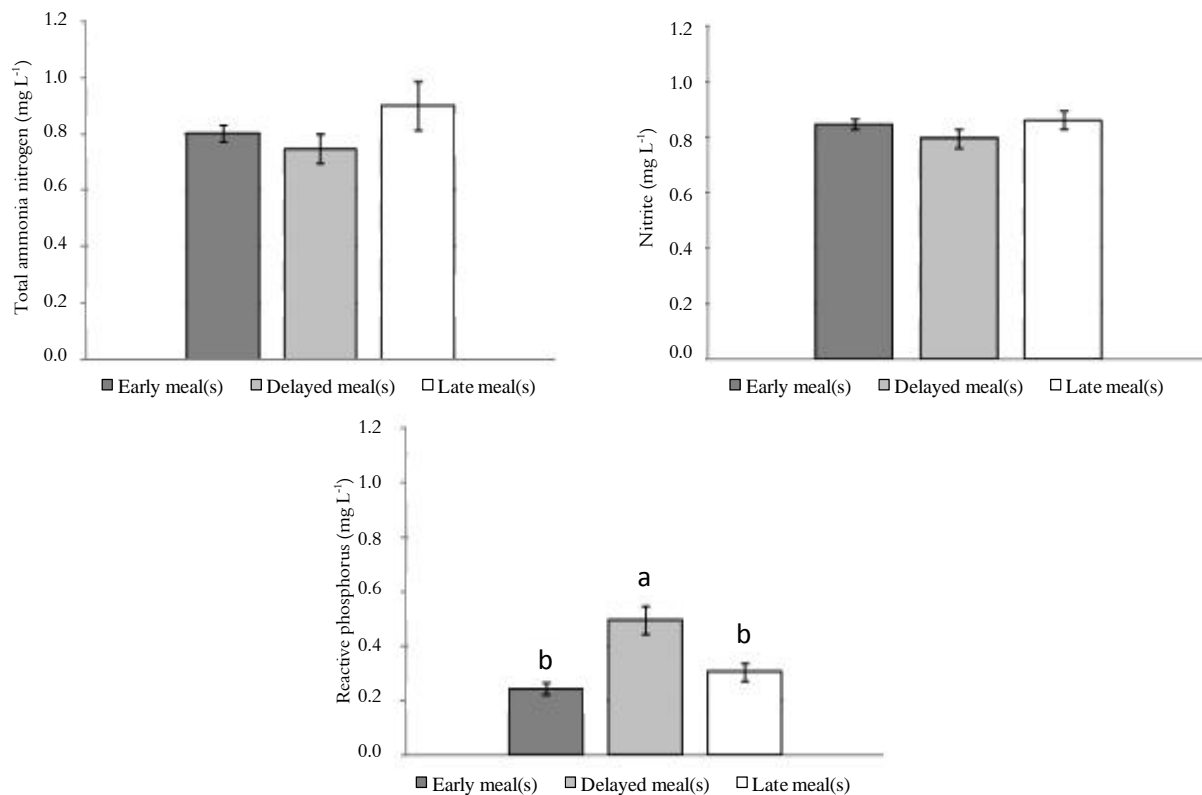 Total ammonia nitrogen (mg L⁻¹)
1.2
1.0
0.8
0.6
0.4
0.2
0.0
Early meal(s) Delayed meal(s) Late meal(s)
Nitrite (mg L⁻¹)
1.2
1.0
0.8
0.6
0.4
0.2
0.0
Early meal(s) Delayed meal(s) Late meal(s)
Reactive phosphorus (mg L⁻¹)
1.2
1.0
0.8
0.6
0.4
0.2
0.0
b
a
b
Early meal(s) Delayed meal(s) Late meal(s)